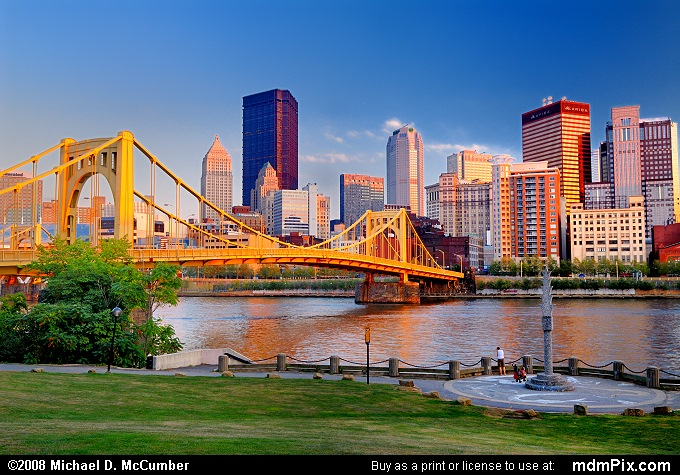 ©2008 Michael D. McCumber
Buy as a print or license to use at:
mdmPix.com